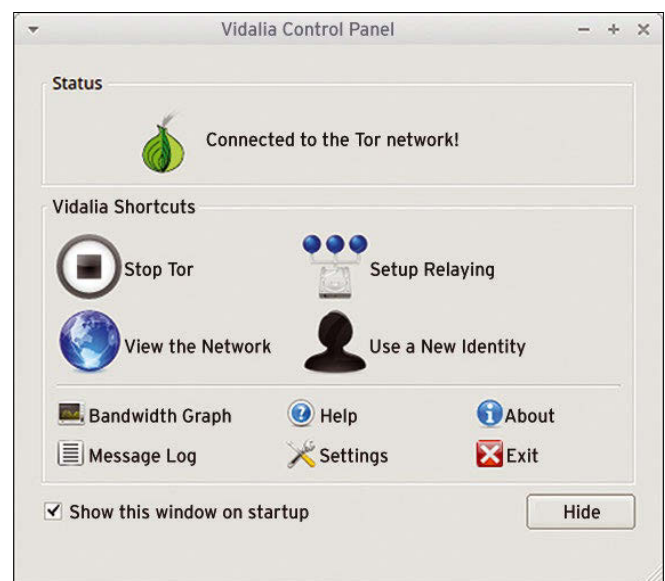 Vidalia Control Panel
Status
Connected to the Tor network!
Vidalia Shortcuts
Stop Tor
Setup Relaying
View the Network
Use a New Identity
Bandwidth Graph
Help
About
Message Log
Settings
Exit
Show this window on startup
Hide